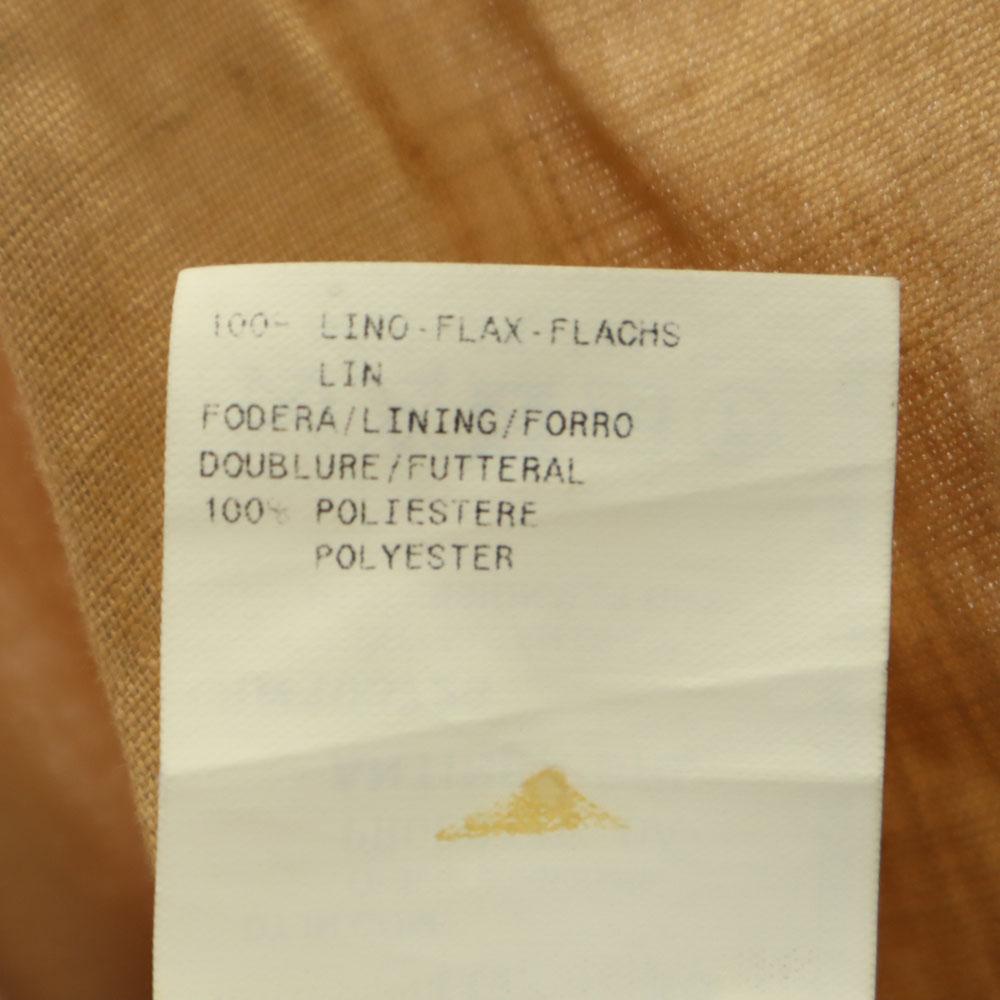 100% LINO-FLAX-FLACHS
LIN
FODERA/LINING/FORRO
DOUBLURE/FUTTERAL
100% POLIESTERE
POLYESTER